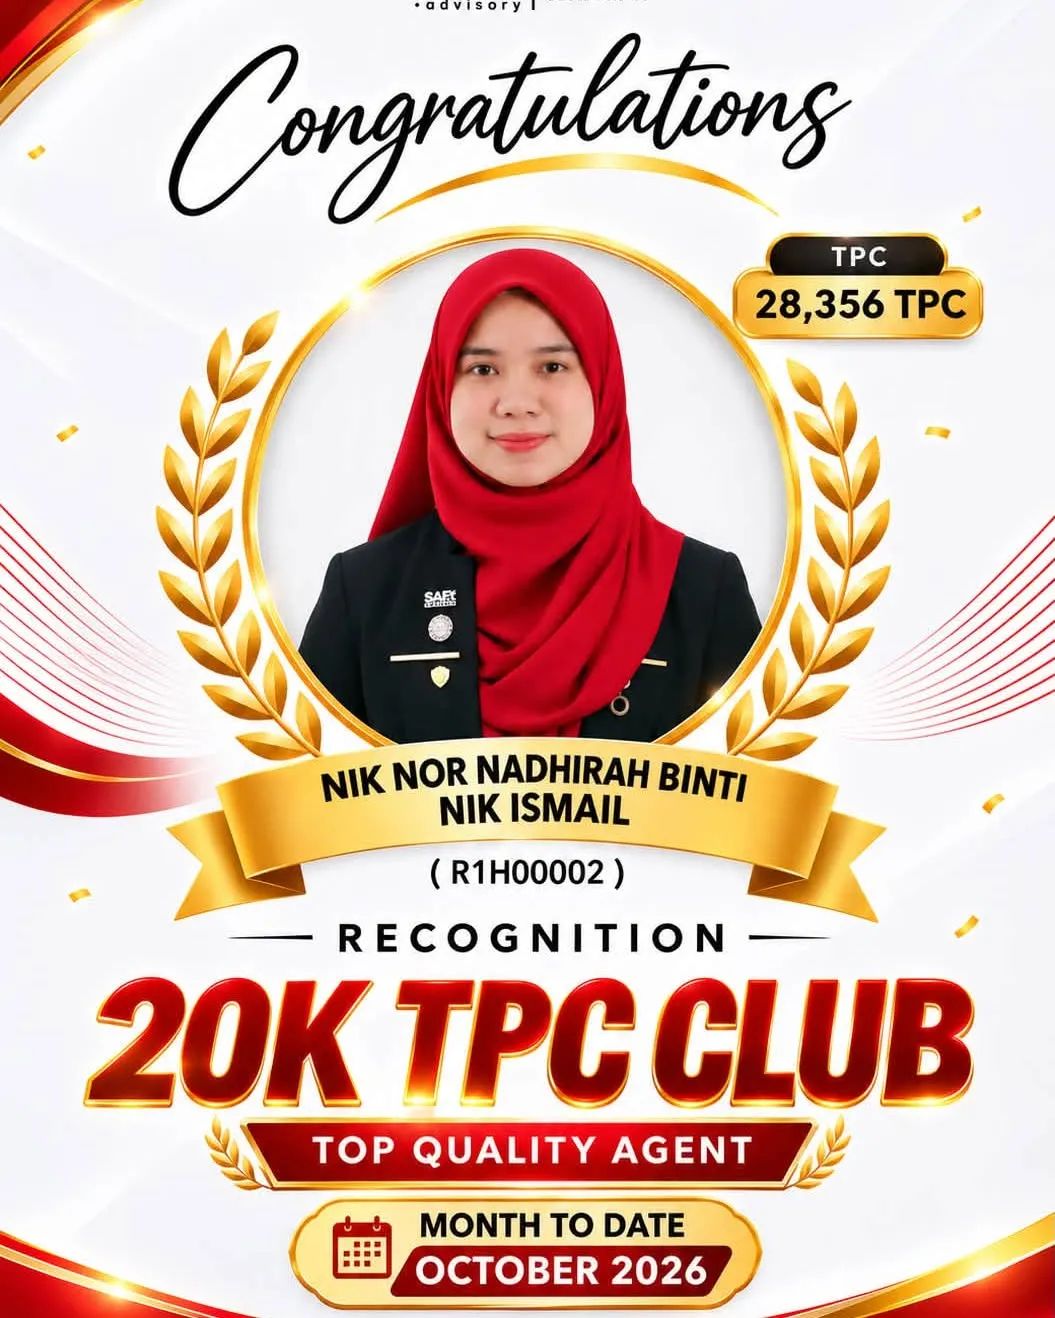 • advisory |
Congratulations
TPC
28,356 TPC
SAFE
NIK NOR NADHIRAH BINTI
NIK ISMAIL
( R1H00002 )
RECOGNITION
20K TPC CLUB
TOP QUALITY AGENT
MONTH TO DATE
OCTOBER 2026